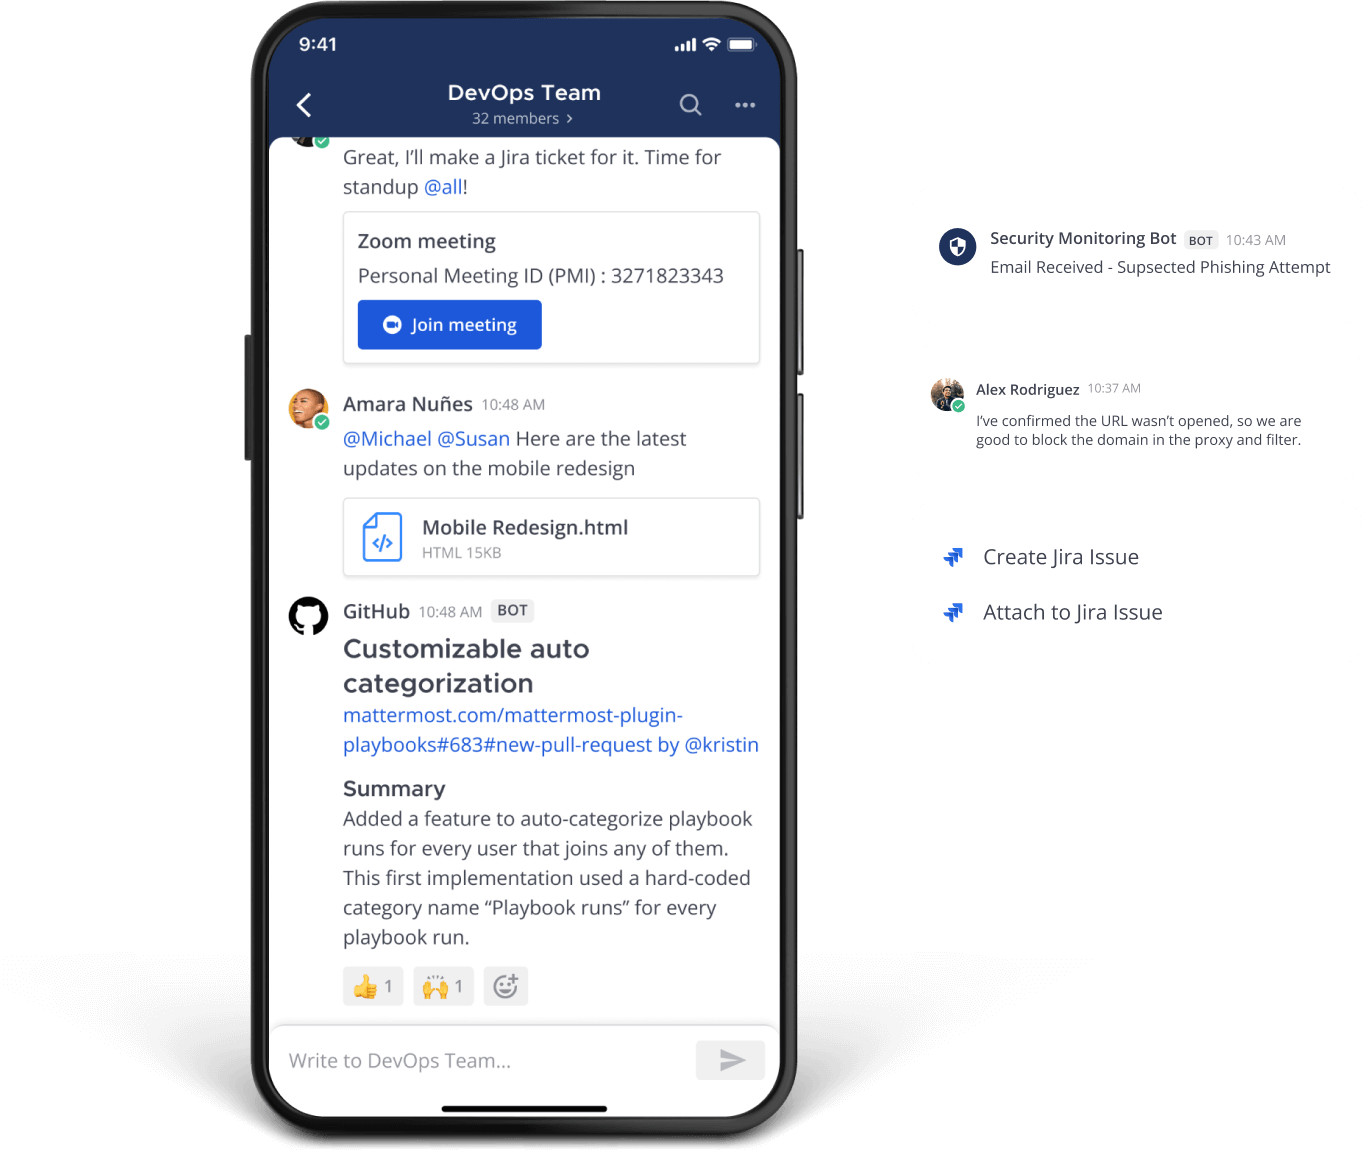 9:41
DevOps Team
32 members >
Great, I'll make a Jira ticket for it. Time for
standup @all!
Zoom meeting
Personal Meeting ID (PMI) : 3271823343
Join meeting
Amara Nuñes 10:48 AM
@Michael @Susan Here are the latest
updates on the mobile redesign
Mobile Redesign.html
HTML 15KB
GitHub 10:48 AM BOT
Customizable auto
categorization
mattermost.com/mattermost-plugin-
playbooks#683#new-pull-request by @kristin
Summary
Added a feature to auto-categorize playbook
runs for every user that joins any of them.
This first implementation used a hard-coded
category name “Playbook runs” for every
playbook run.
1 1
Write to DevOps Team...
Security Monitoring Bot BOT 10:43 AM
Email Received - Supsected Phishing Attempt
Alex Rodriguez 10:37 AM
I've confirmed the URL wasn't opened, so we are
good to block the domain in the proxy and filter.
Create Jira Issue
Attach to Jira Issue